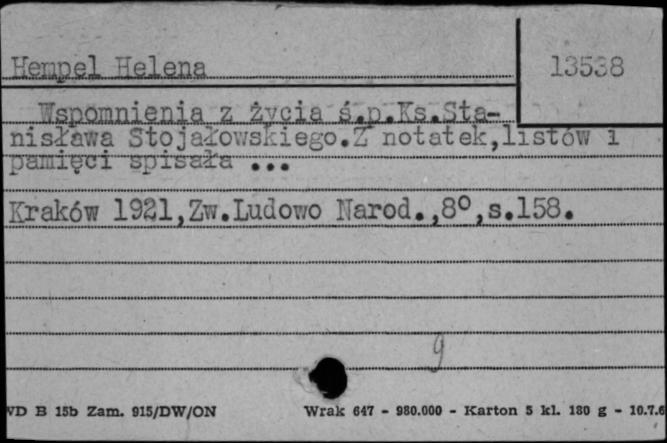 Hempel Helena
13538
Wspomnienia z życia ś.p.Ks.Sta-
nisława Stojałowskiego.Z notatek,listów i
pamięci spisała ...
Kraków 1921,Zw.Ludowo Narod.,8°,s.158.
9
VD B 15b Zam. 915/DW/ON Wrak 647 - 980.000 - Karton 5 kl. 180 g - 10.7.6